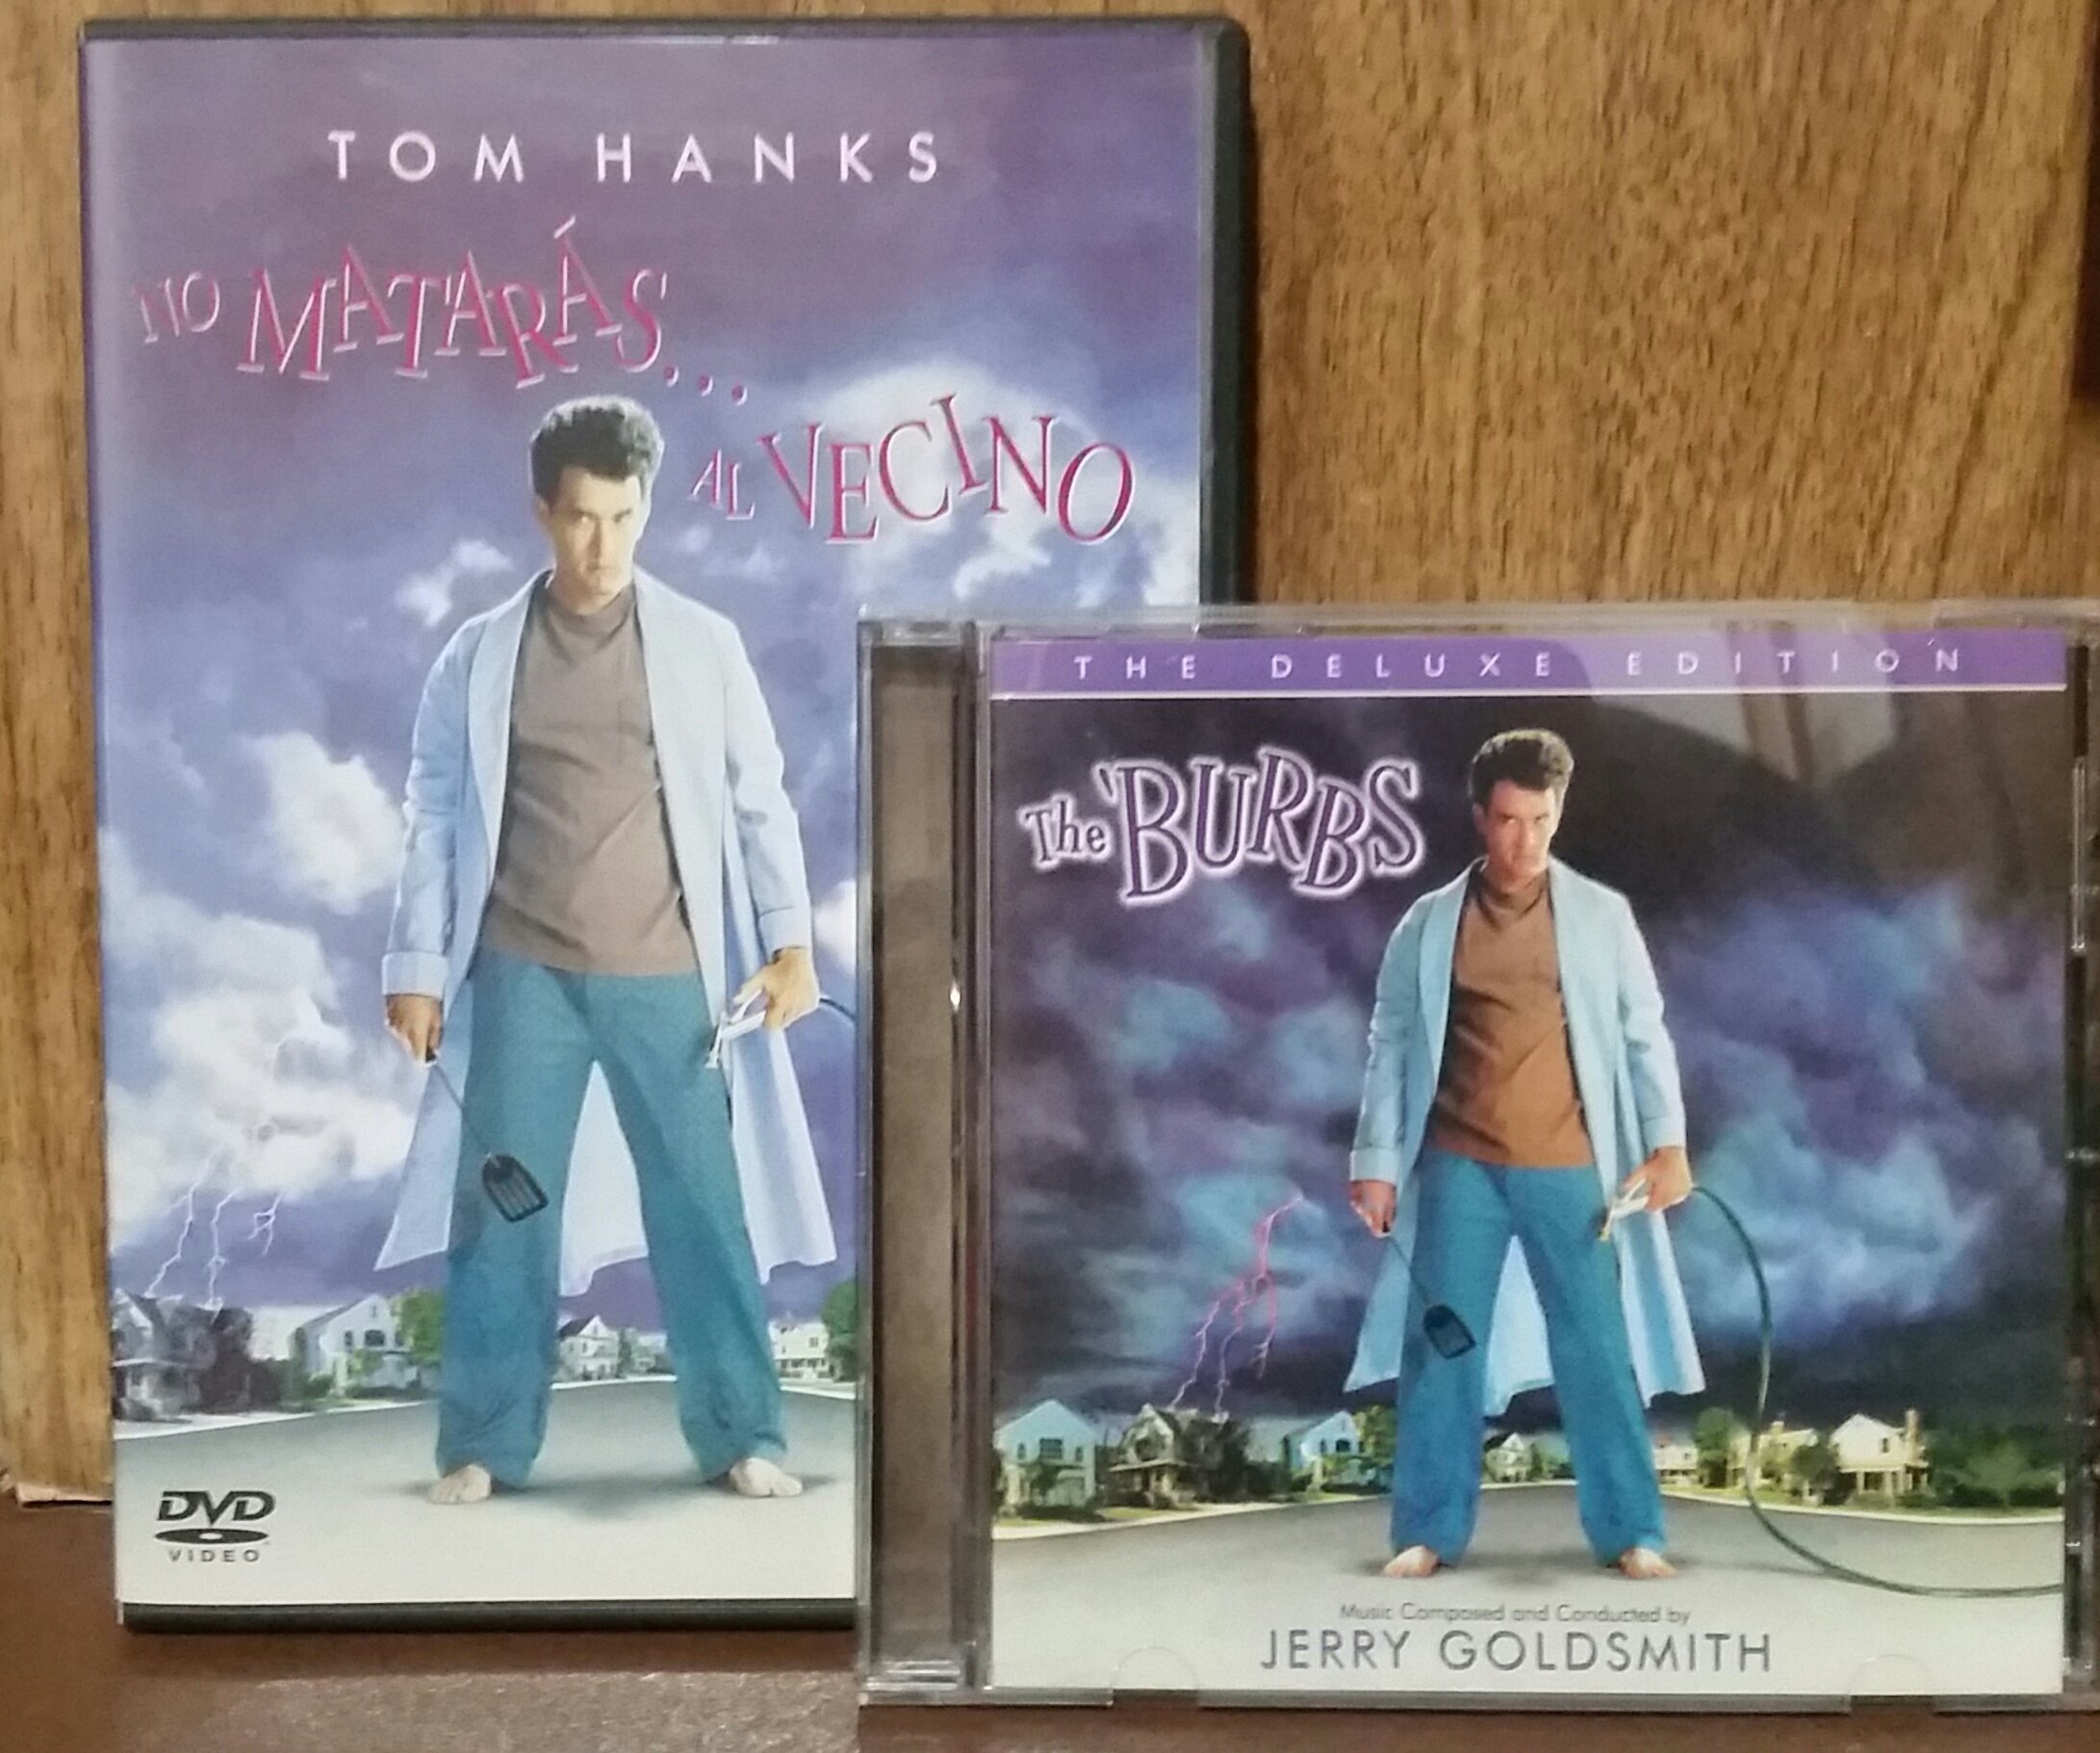 TOM HANKS
NO MATARÁS...
AL VECINO
DVD
VIDEO
THE DELUXE EDITION
The 'BURBS
Music Composed and Conducted by
JERRY GOLDSMITH